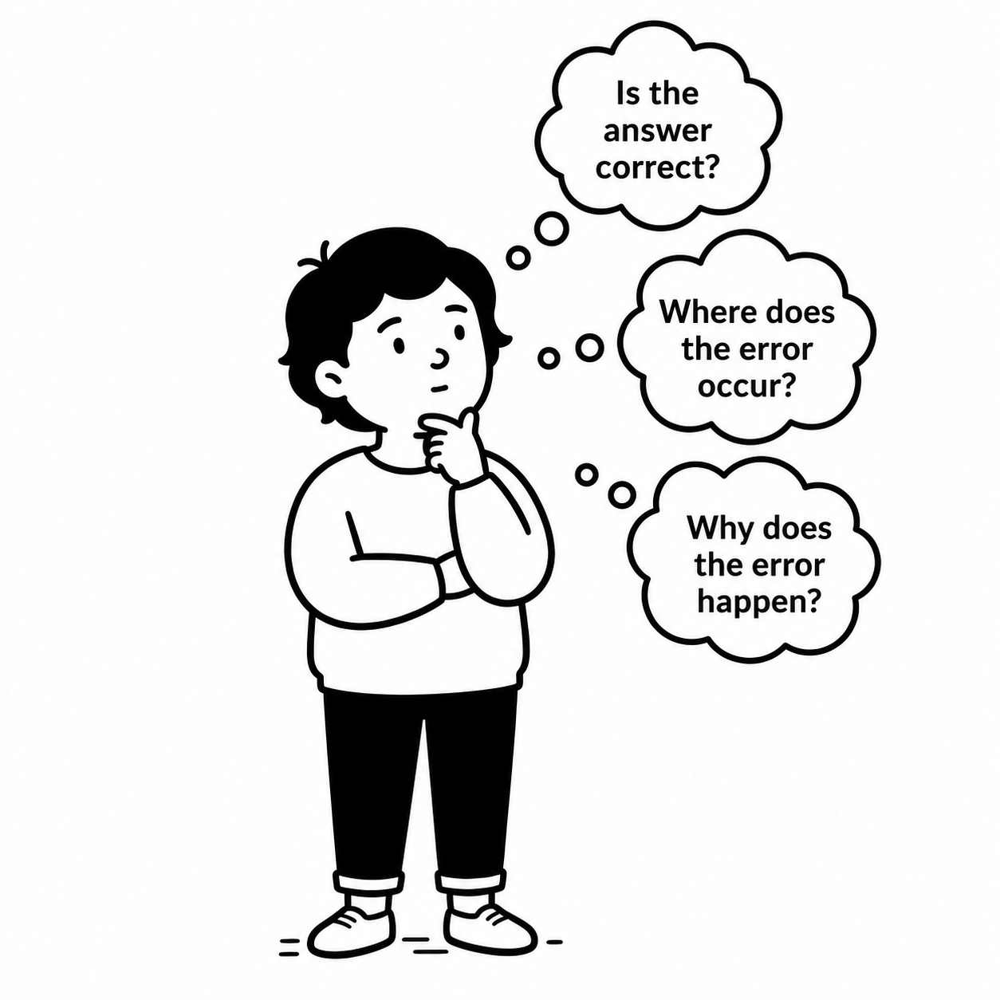 Is the
answer
correct?
Where does
the error
occur?
Why does
the error
happen?